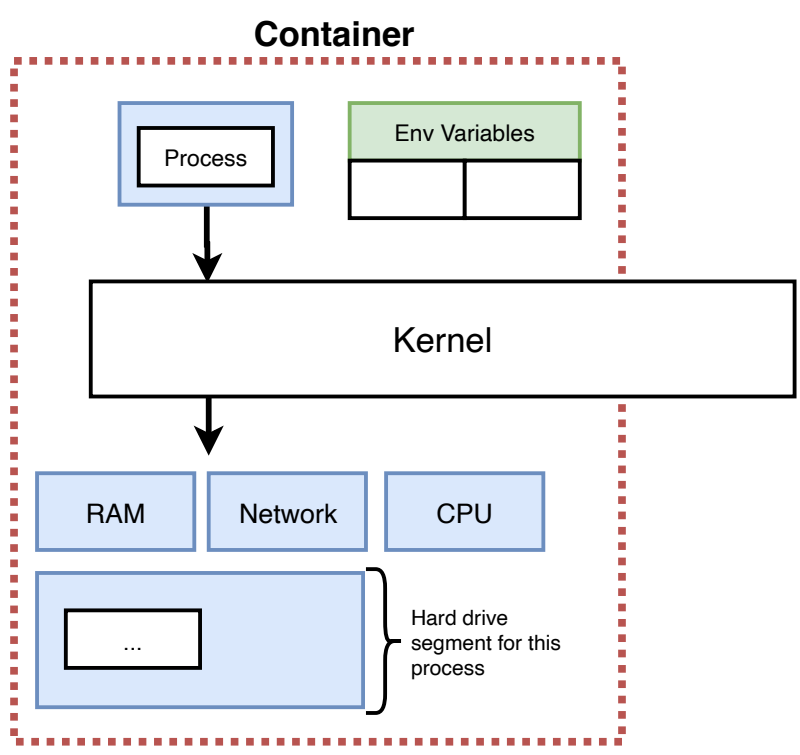 Container
Process
Env Variables
Kernel
RAM
Network
CPU
...
Hard drive
segment for this
process